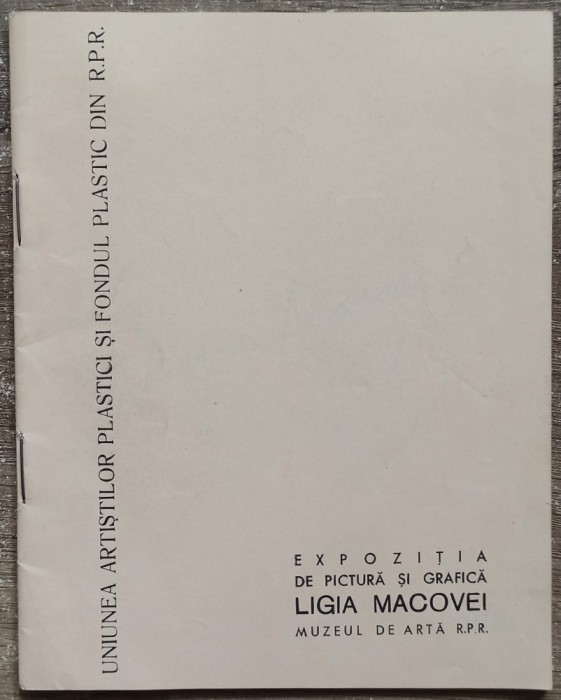 UNIUNEA ARTIȘTILOR PLASTICI ȘI FONDUL PLASTIC DIN R.P.R.
EXPOZIȚIA
DE PICTURĂ ȘI GRAFICĂ
LIGIA MACOVEI
MUZEUL DE ARTĂ R.P.R.